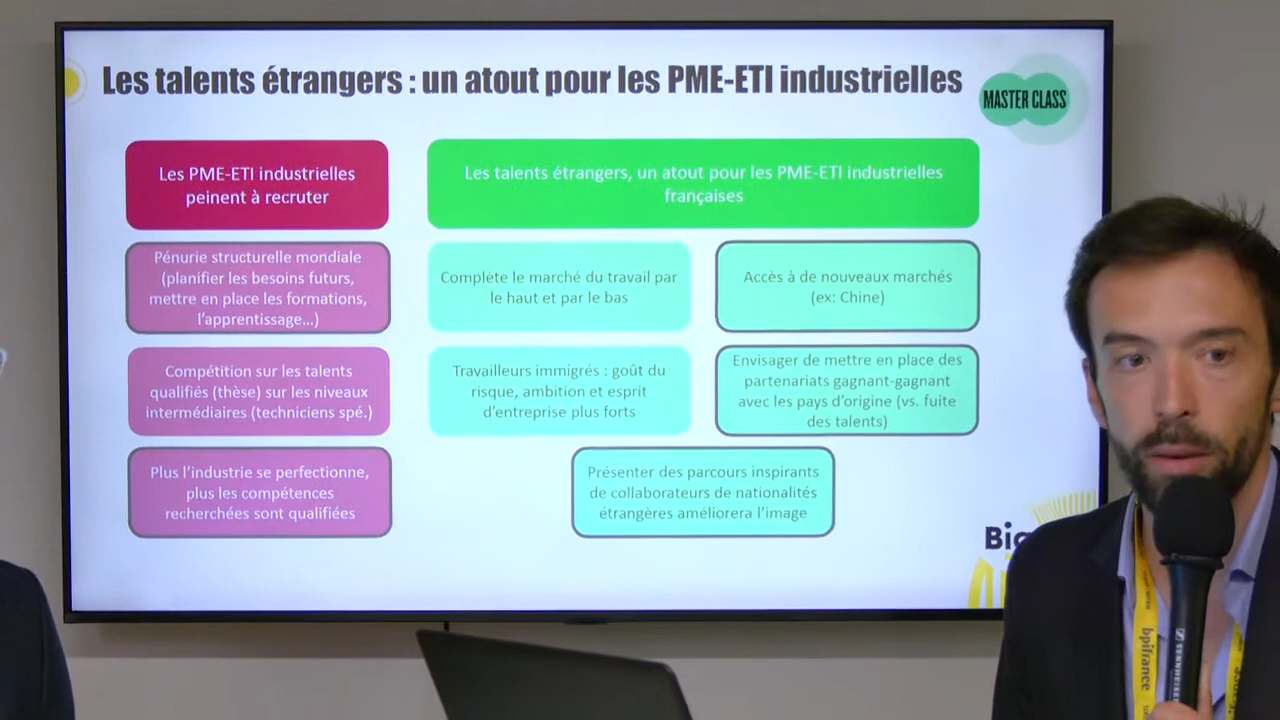 Les talents étrangers : un atout pour les PME-ETI industrielles
MASTER CLASS
Les PME-ETI industrielles
peinent à recruter
Les talents étrangers, un atout pour les PME-ETI industrielles
françaises
Pénurie structurelle mondiale
(planifier les besoins futurs,
mettre en place les formations,
l'apprentissage…)
Complète le marché du travail par
le haut et par le bas
Accès à de nouveaux marchés
(ex: Chine)
Compétition sur les talents
qualifiés (thèse) sur les niveaux
intermédiaires (techniciens spé.)
Travailleurs immigrés : goût du
risque, ambition et esprit
d'entreprise plus forts
Envisager de mettre en place des
partenariats gagnant-gagnant
avec les pays d'origine (vs. fuite
des talents)
Plus l'industrie se perfectionne,
plus les compétences
recherchées sont qualifiées
Présenter des parcours inspirants
de collaborateurs de nationalités
étrangères améliorera l'image
bpifrance
SENNHEISER